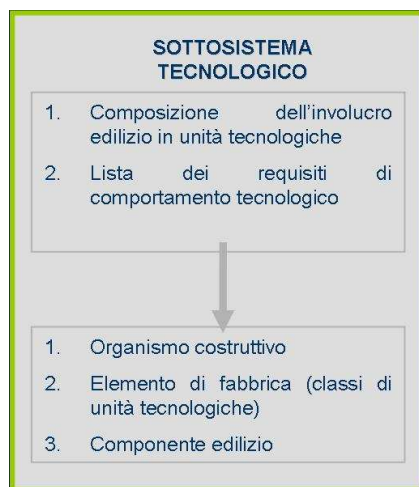 SOTTOSISTEMA
TECNOLOGICO
1. Composizione dell'involucro
edilizio in unità tecnologiche
2. Lista dei requisiti di
comportamento tecnologico
1. Organismo costruttivo
2. Elemento di fabbrica (classi di
unità tecnologiche)
3. Componente edilizio